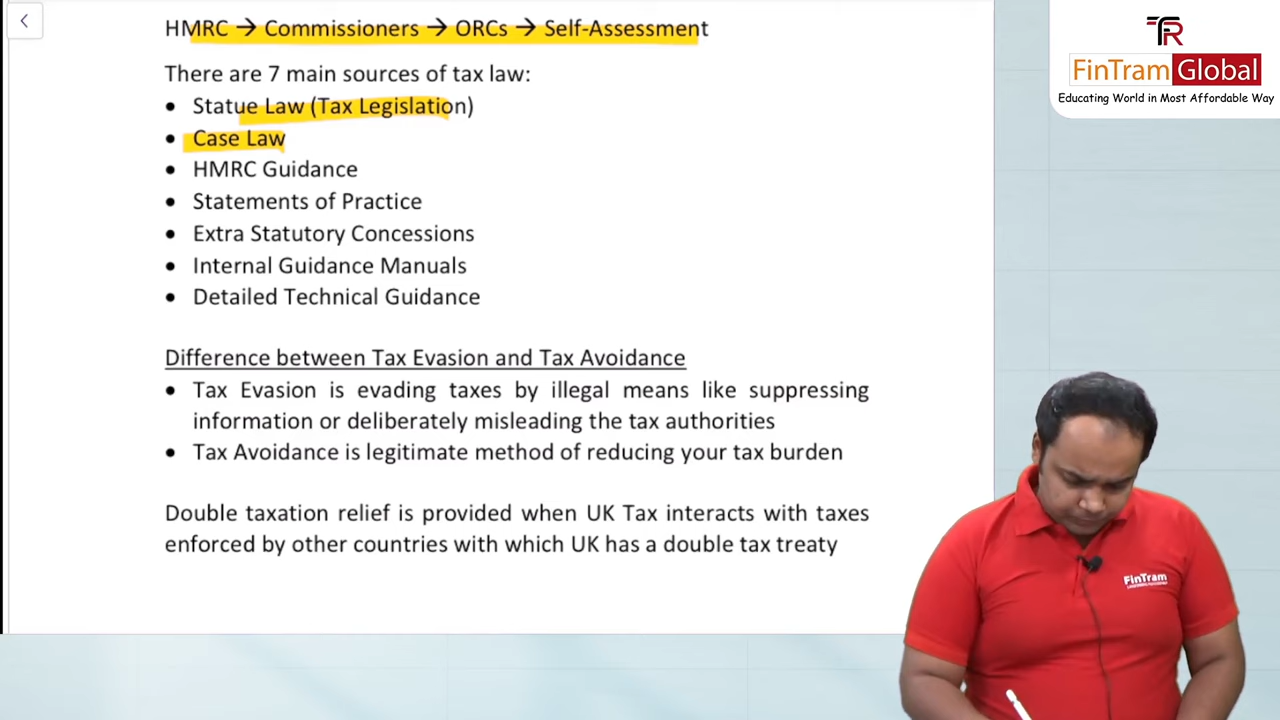 HMRC → Commissioners → ORCs → Self-Assessment
There are 7 main sources of tax law:
• Statue Law (Tax Legislation)
• Case Law
• HMRC Guidance
• Statements of Practice
• Extra Statutory Concessions
• Internal Guidance Manuals
• Detailed Technical Guidance
Difference between Tax Evasion and Tax Avoidance
• Tax Evasion is evading taxes by illegal means like suppressing
information or deliberately misleading the tax authorities
• Tax Avoidance is legitimate method of reducing your tax burden
Double taxation relief is provided when UK Tax interacts with taxes
enforced by other countries with which UK has a double tax treaty
FinTram Global
Educating World in Most Affordable Way
FinTram